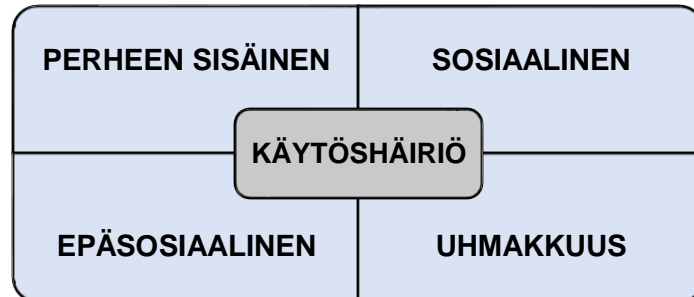 PERHEEN SISÄINEN
SOSIAALINEN
KÄYTÖSHÄIRIÖ
EPÄSOSIAALINEN
UHMAKKUUS